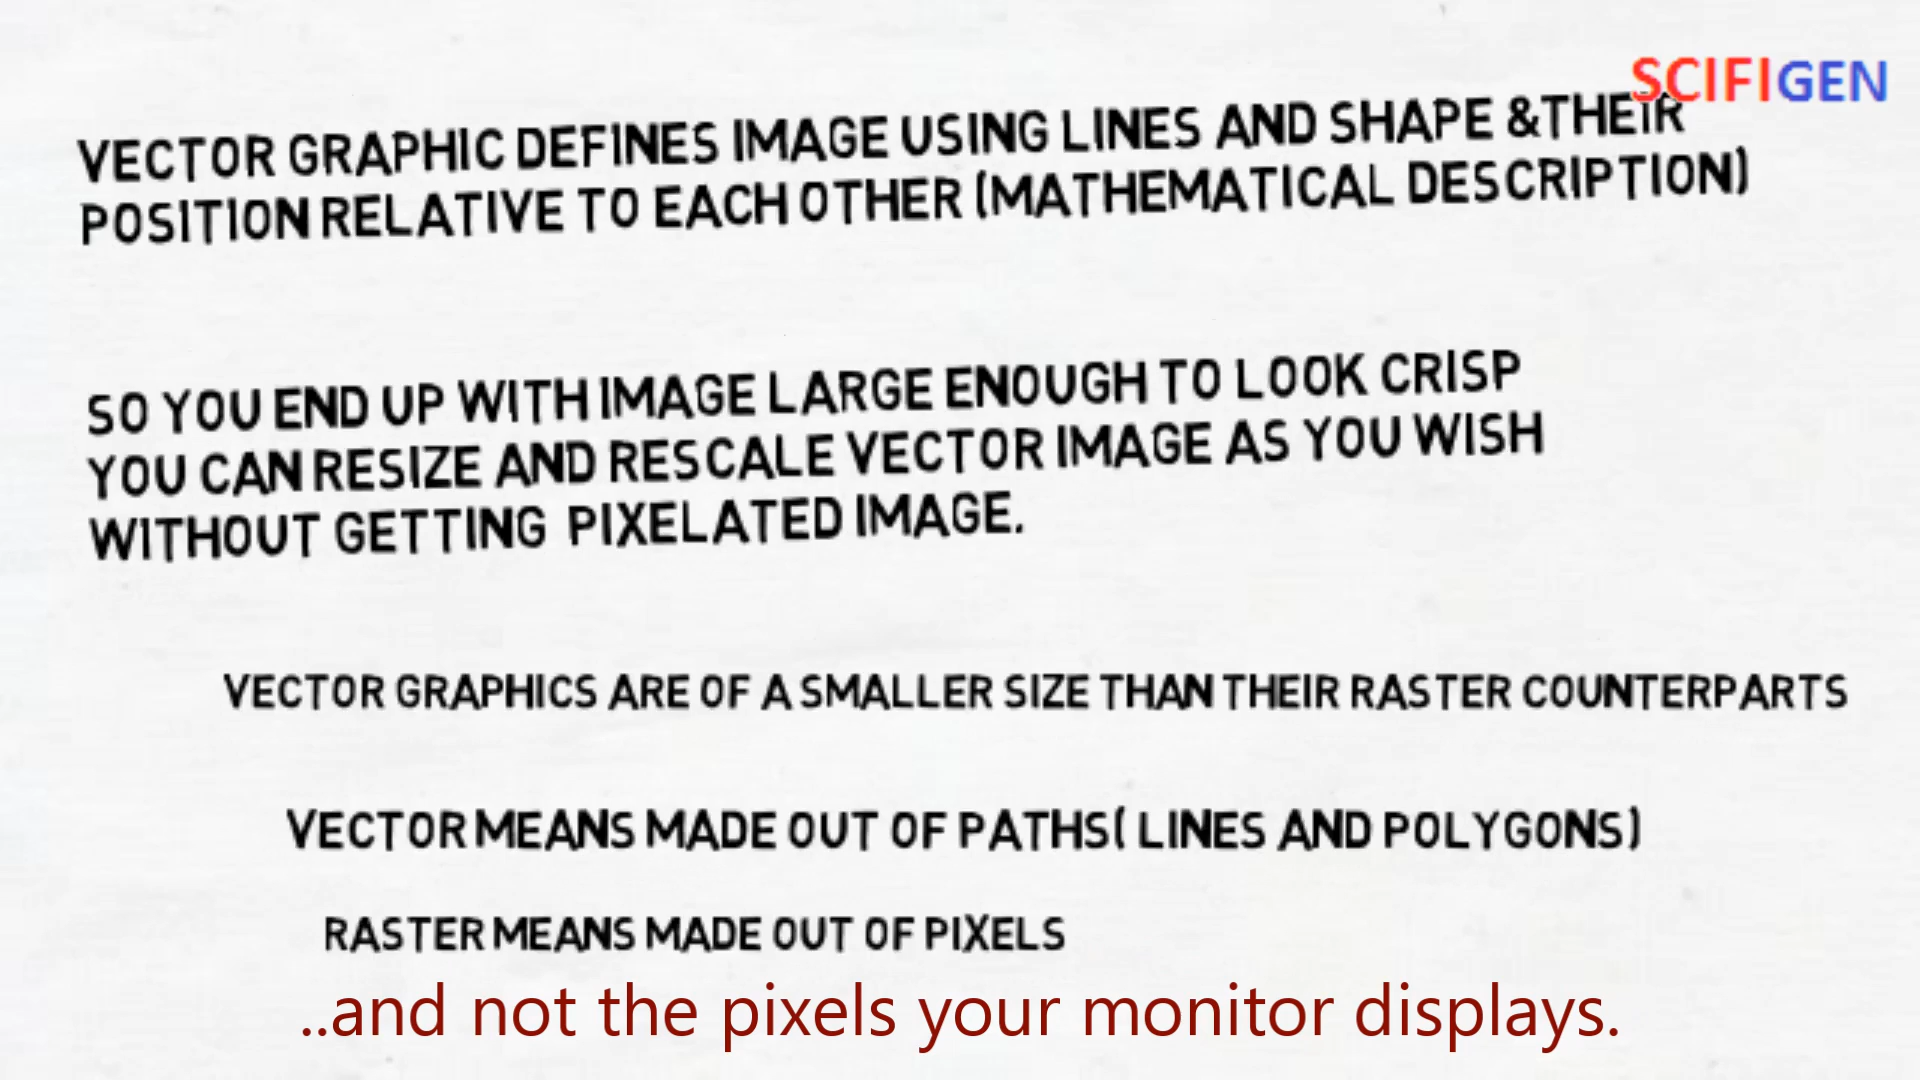 SCIFIGEN
VECTOR GRAPHIC DEFINES IMAGE USING LINES AND SHAPE &THEIR
POSITION RELATIVE TO EACH OTHER (MATHEMATICAL DESCRIPTION)
SO YOU END UP WITH IMAGE LARGE ENOUGH TO LOOK CRISP
YOU CAN RESIZE AND RESCALE VECTOR IMAGE AS YOU WISH
WITHOUT GETTING PIXELATED IMAGE.
VECTOR GRAPHICS ARE OF A SMALLER SIZE THAN THEIR RASTER COUNTERPARTS
VECTOR MEANS MADE OUT OF PATHS( LINES AND POLYGONS)
RASTER MEANS MADE OUT OF PIXELS
..and not the pixels your monitor displays.